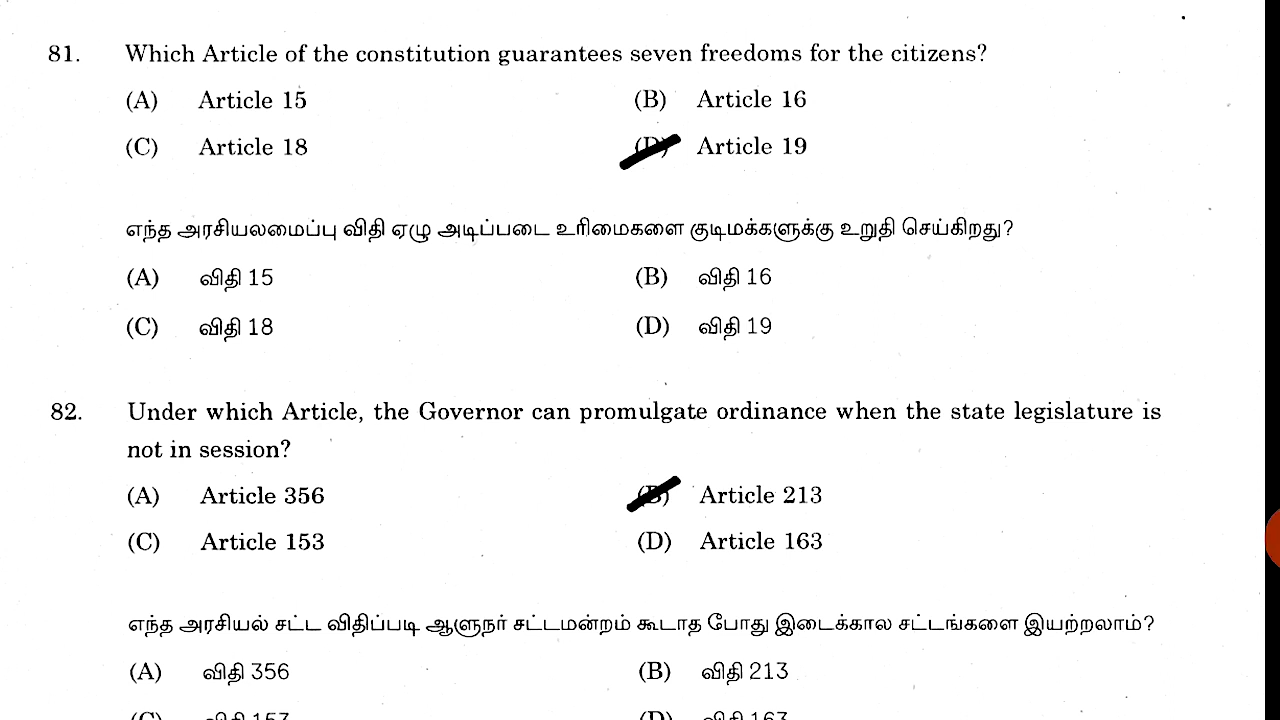 81. Which Article of the constitution guarantees seven freedoms for the citizens?
(A) Article 15 (B) Article 16
(C) Article 18 (D) Article 19
எந்த அரசியலமைப்பு விதி ஏழு அடிப்படை உரிமைகளை குடிமக்களுக்கு உறுதி செய்கிறது?
(A) விதி 15 (B) விதி 16
(C) விதி 18 (D) விதி 19
82. Under which Article, the Governor can promulgate ordinance when the state legislature is
not in session?
(A) Article 356 (B) Article 213
(C) Article 153 (D) Article 163
எந்த அரசியல் சட்ட விதிப்படி ஆளுநர் சட்டமன்றம் கூடாத போது இடைக்கால சட்டங்களை இயற்றலாம்?
(A) விதி 356 (B) விதி 213
(C) விதி 153 (D) விதி 163